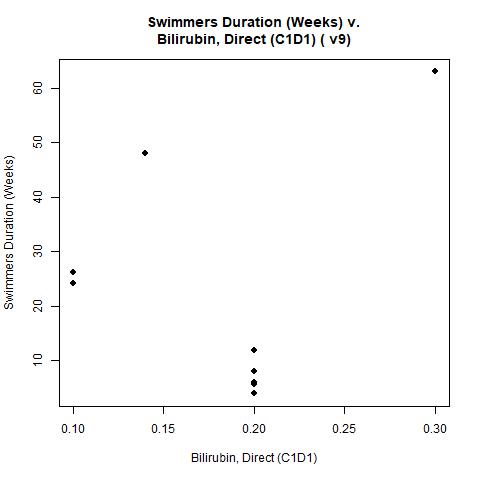 Swimmers Duration (Weeks) v.
Bilirubin, Direct (C1D1) ( v9)
Swimmers Duration (Weeks)
60
50
40
30
20
10
0.10 0.15 0.20 0.25 0.30
Bilirubin, Direct (C1D1)